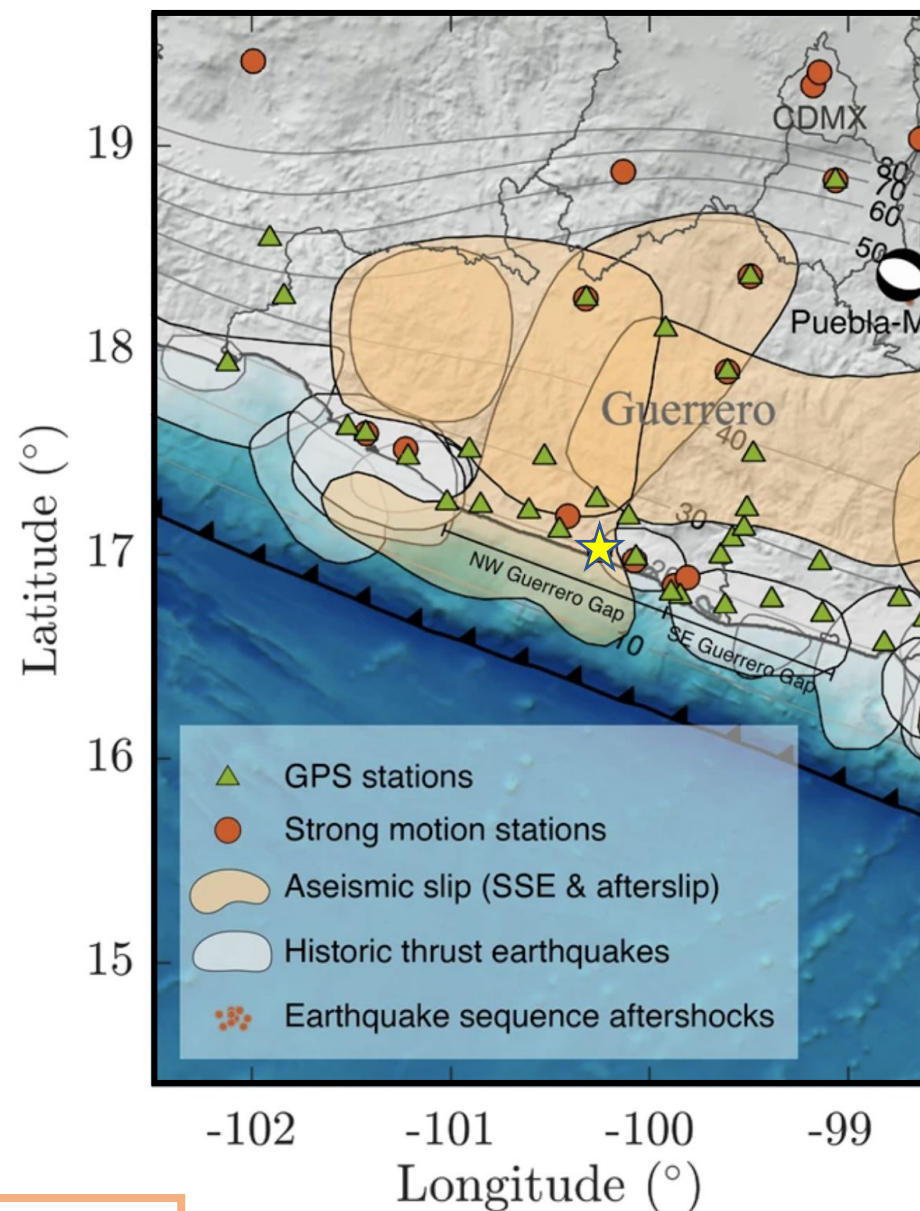 19
18
17
16
15
Latitude (°)
CDMX
80
70
60
50
Puebla-M
Guerrero
40
30
20
10
NW Guerrero Gap
SE Guerrero Gap
GPS stations
Strong motion stations
Aseismic slip (SSE & afterslip)
Historic thrust earthquakes
Earthquake sequence aftershocks
-102
-101
-100
-99
Longitude (°)